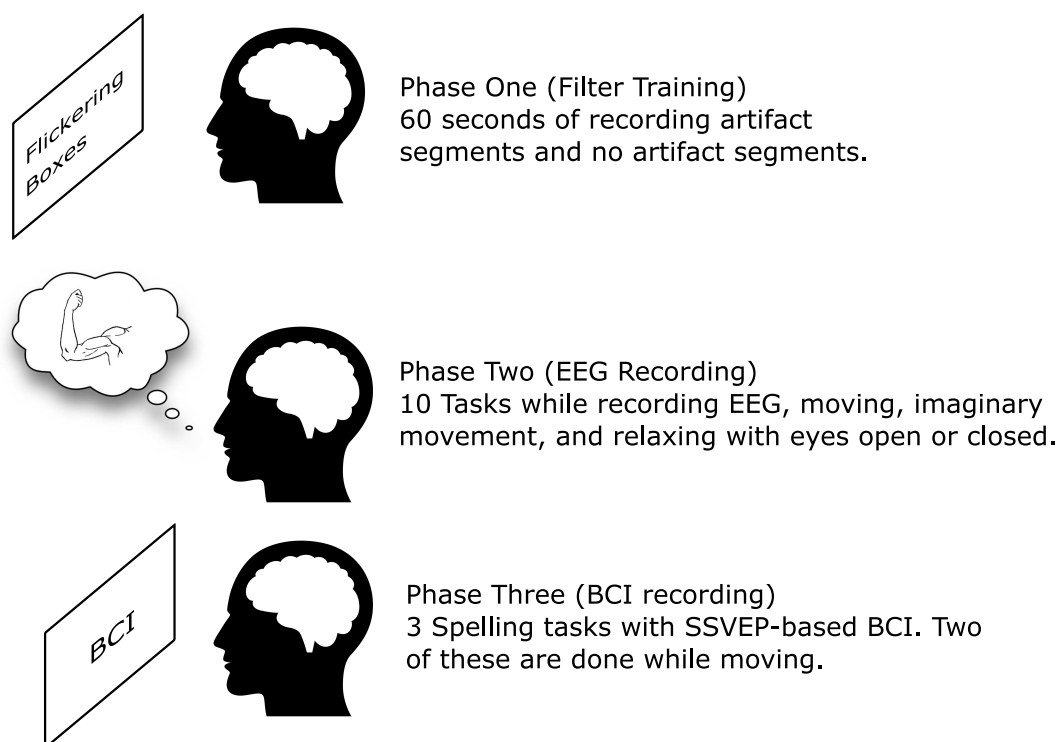 Flickering
Boxes
Phase One (Filter Training)
60 seconds of recording artifact
segments and no artifact segments.
Phase Two (EEG Recording)
10 Tasks while recording EEG, moving, imaginary
movement, and relaxing with eyes open or closed.
BCI
Phase Three (BCI recording)
3 Spelling tasks with SSVEP-based BCI. Two
of these are done while moving.